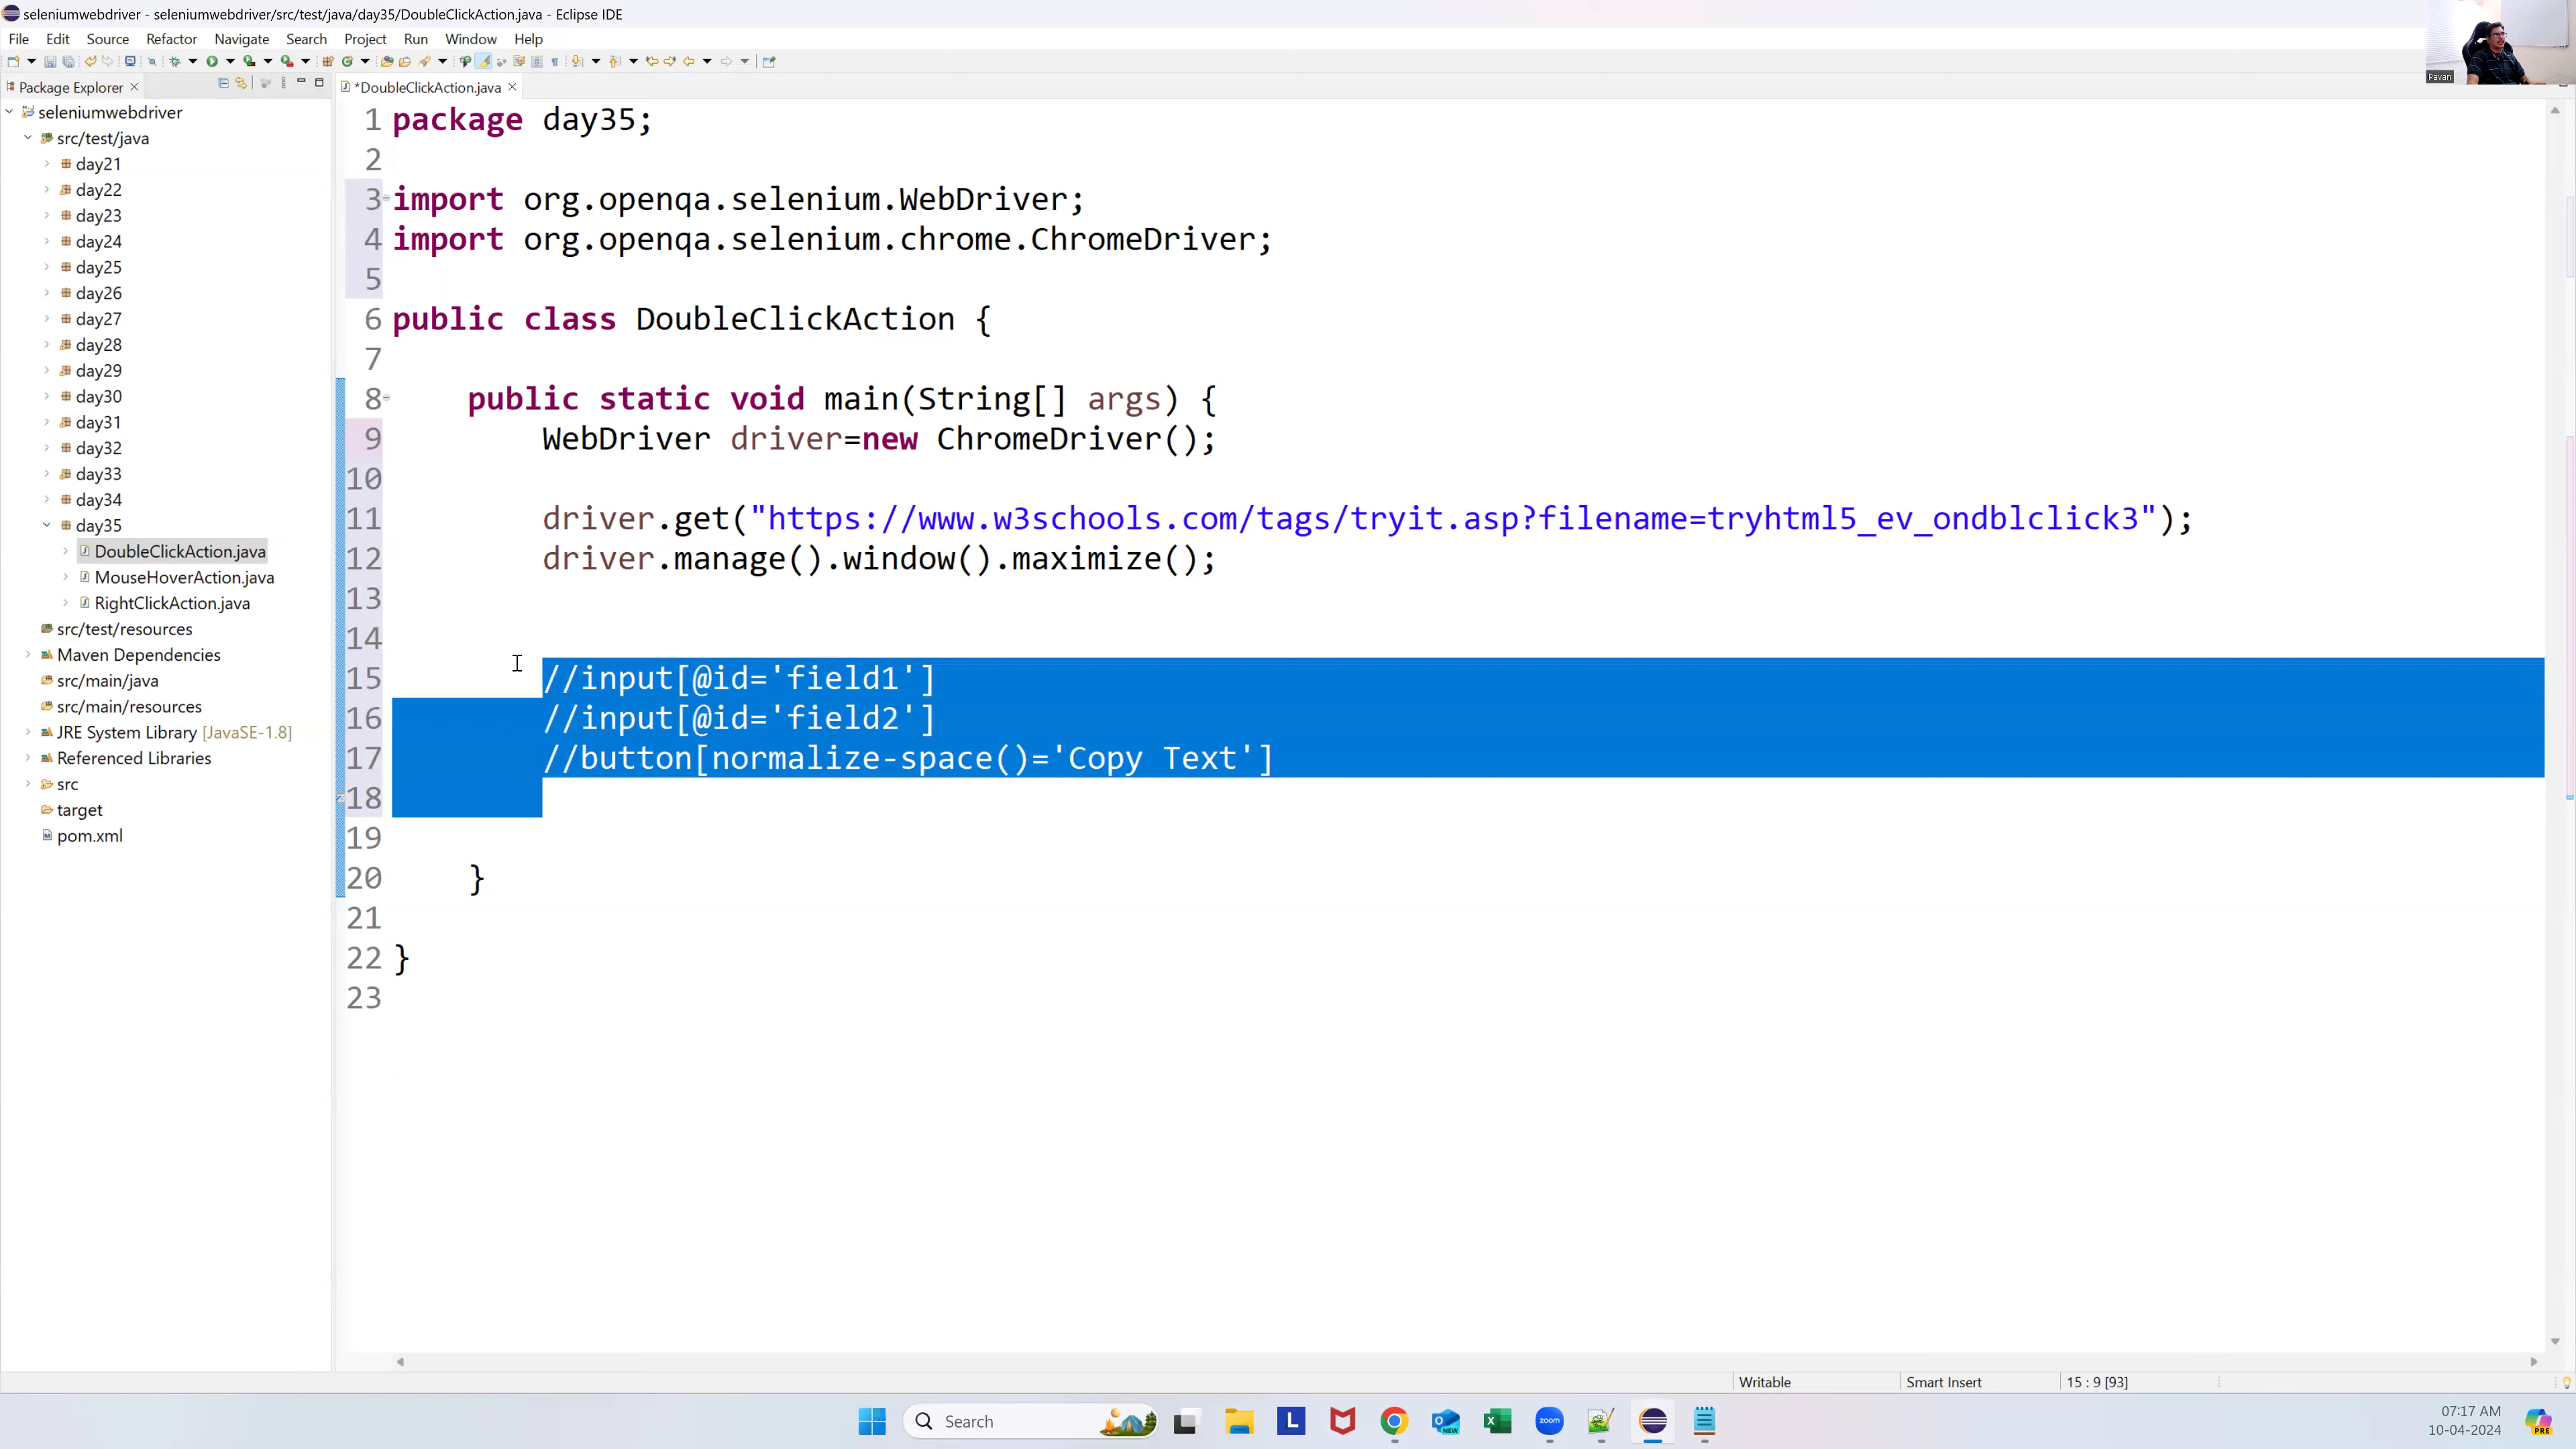 seleniumwebdriver - seleniumwebdriver/src/test/java/day35/DoubleClickAction.java - Eclipse IDE
File Edit Source Refactor Navigate Search Project Run Window Help
Pavan
Package Explorer
*DoubleClickAction.java
seleniumwebdriver
src/test/java
day21
day22
day23
day24
day25
day26
day27
day28
day29
day30
day31
day32
day33
day34
day35
DoubleClickAction.java
MouseHoverAction.java
RightClickAction.java
src/test/resources
Maven Dependencies
src/main/java
src/main/resources
JRE System Library [JavaSE-1.8]
Referenced Libraries
src
target
pom.xml
1 package day35;
2
3 import org.openqa.selenium.WebDriver;
4 import org.openqa.selenium.chrome.ChromeDriver;
5
6 public class DoubleClickAction {
7
8 public static void main(String[] args) {
9 WebDriver driver=new ChromeDriver();
10
11 driver.get("https://www.w3schools.com/tags/tryit.asp?filename=tryhtml5_ev_ondblclick3");
12 driver.manage().window().maximize();
13
14
15 //input[@id='field1']
16 //input[@id='field2']
17 //button[normalize-space()='Copy Text']
18
19
20 }
21
22 }
23
Writable Smart Insert 15 : 9 [93]
Search
L
NEW
zoom
07:17 AM
10-04-2024
PRE